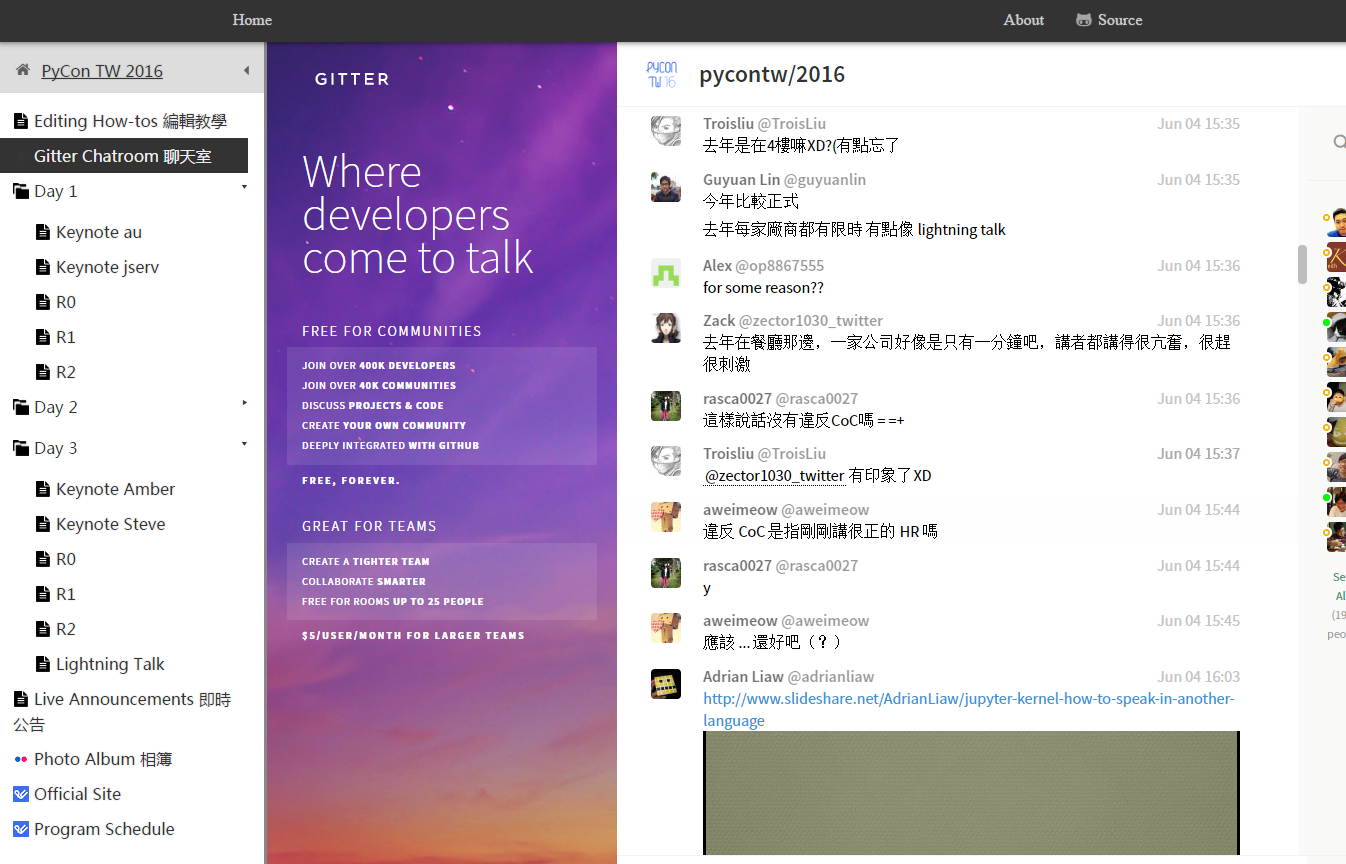 Home
About
Source
PyCon TW 2016
Editing How-tos 編輯教學
Gitter Chatroom 聊天室
Day 1
Keynote au
Keynote jserv
R0
R1
R2
Day 2
Day 3
Keynote Amber
Keynote Steve
R0
R1
R2
Lightning Talk
Live Announcements 即時
公告
Photo Album 相簿
Official Site
Program Schedule
GITTER
Where
developers
come to talk
FREE FOR COMMUNITIES
JOIN OVER 400K DEVELOPERS
JOIN OVER 40K COMMUNITIES
DISCUSS PROJECTS & CODE
CREATE YOUR OWN COMMUNITY
DEEPLY INTEGRATED WITH GITHUB
FREE, FOREVER.
GREAT FOR TEAMS
CREATE A TIGHTER TEAM
COLLABORATE SMARTER
FREE FOR ROOMS UP TO 25 PEOPLE
$5/USER/MONTH FOR LARGER TEAMS
PYCON
TW 16
pycontw/2016
Troisliu @TroisLiu Jun 04 15:35
去年是在4樓嘛XD?(有點忘了
Guyuan Lin @guyuanlin Jun 04 15:35
今年比較正式
去年每家廠商都有限時 有點像 lightning talk
Alex @op8867555 Jun 04 15:36
for some reason??
Zack @zector1030_twitter Jun 04 15:36
去年在餐廳那邊，一家公司好像是只有一分鐘吧，講者都講得很亢奮，很趕
很刺激
rasca0027 @rasca0027 Jun 04 15:36
這樣說話沒有違反CoC嗎 = =+
Troisliu @TroisLiu Jun 04 15:37
@zector1030_twitter 有印象了XD
aweimeow @aweimeow Jun 04 15:44
違反 CoC 是指剛剛講很正的 HR 嗎
rasca0027 @rasca0027 Jun 04 15:44
y
aweimeow @aweimeow Jun 04 15:45
應該 ... 還好吧（？）
Adrian Liaw @adrianliaw Jun 04 16:03
http://www.slideshare.net/AdrianLiaw/jupyter-kernel-how-to-speak-in-another-
language